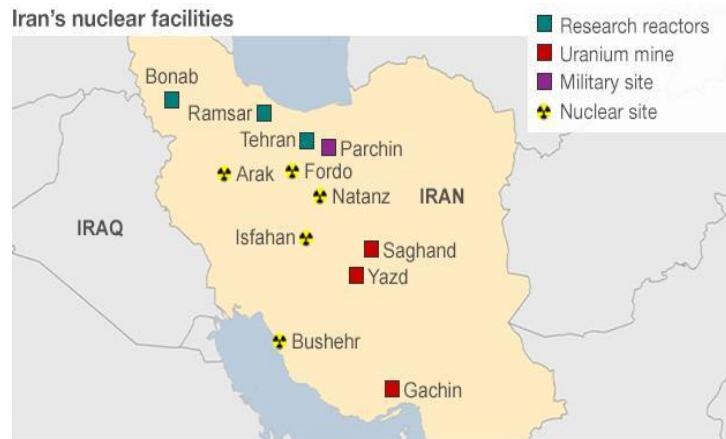 Iran's nuclear facilities
Research reactors
Uranium mine
Military site
Nuclear site
Bonab
Ramsar
Tehran
Parchin
Arak
Fordo
Natanz
IRAN
IRAQ
Isfahan
Saghand
Yazd
Bushehr
Gachin